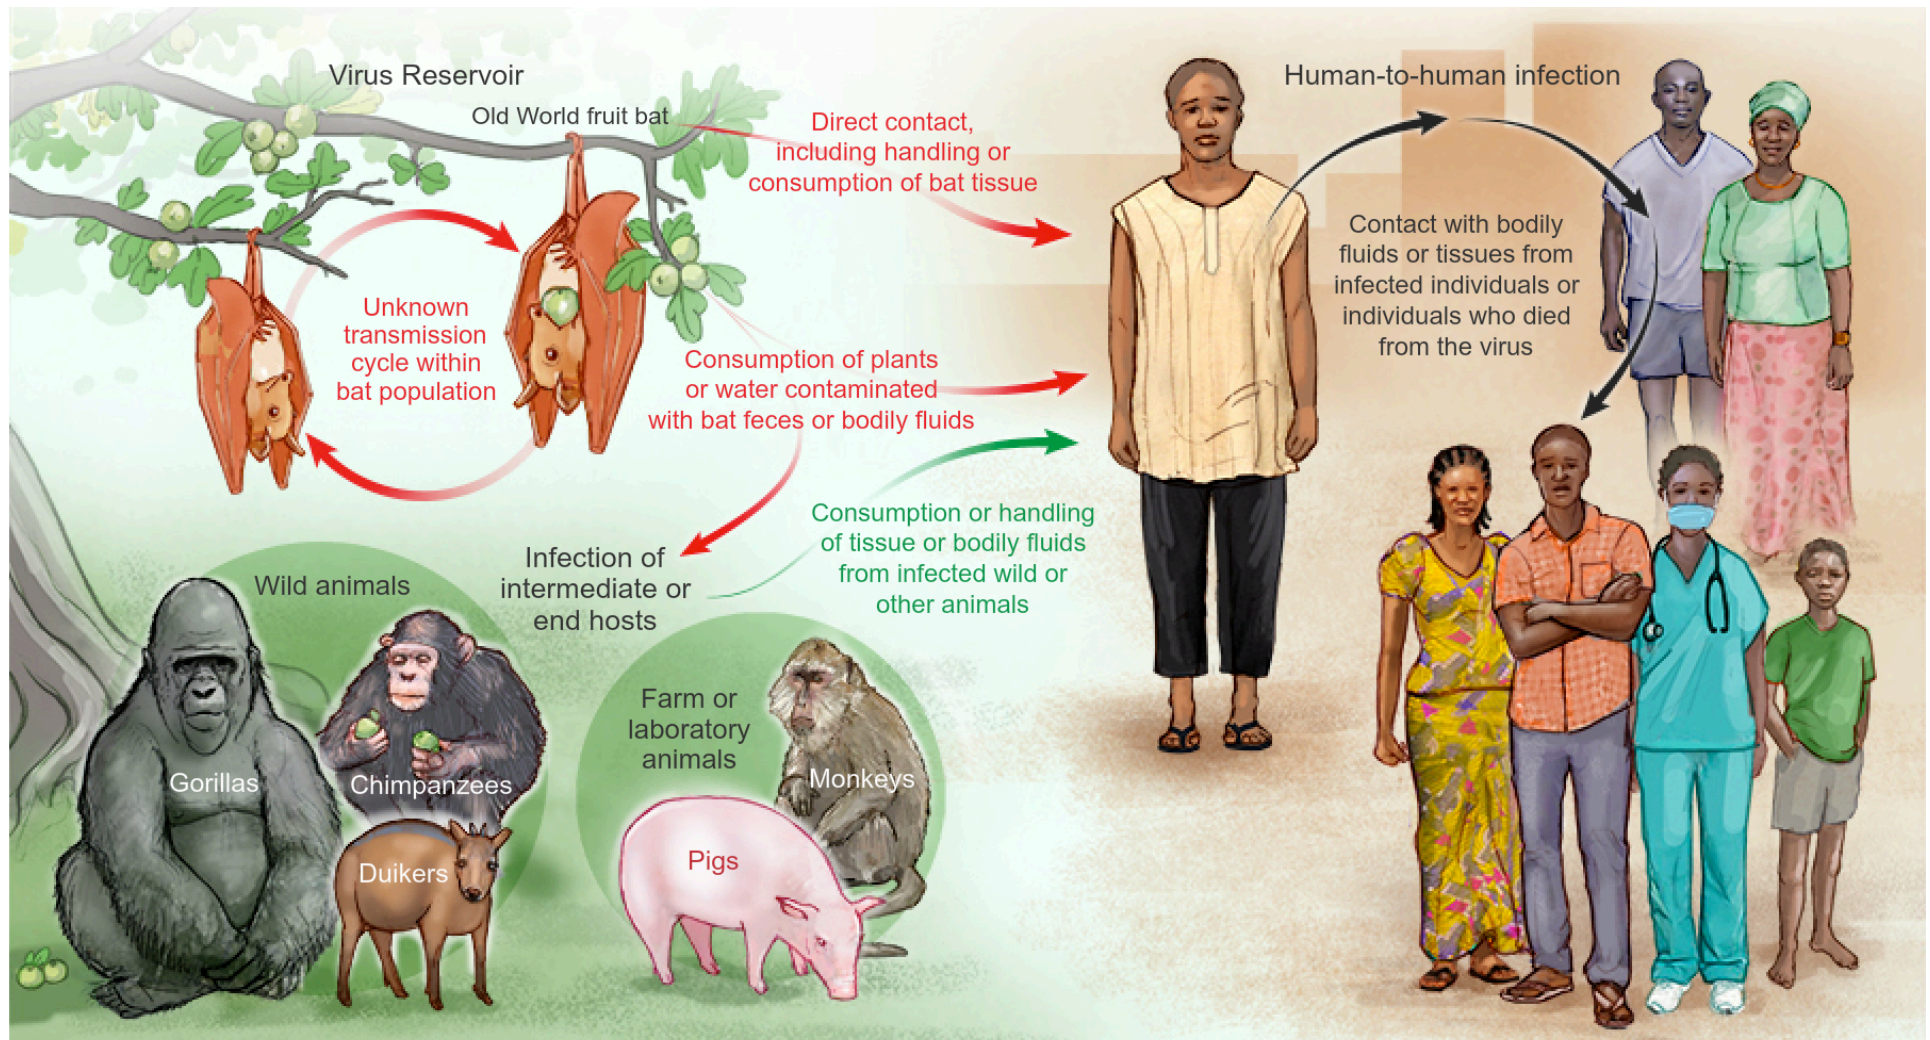 Virus Reservoir
Old World fruit bat
Direct contact,
including handling or
consumption of bat tissue
Human-to-human infection
Unknown
transmission
cycle within
bat population
Contact with bodily
fluids or tissues from
infected individuals or
individuals who died
from the virus
Consumption of plants
or water contaminated
with bat feces or bodily fluids
Consumption or handling
of tissue or bodily fluids
from infected wild or
other animals
Infection of
intermediate or
end hosts
Wild animals
Gorillas
Chimpanzees
Duikers
Farm or
laboratory
animals
Monkeys
Pigs